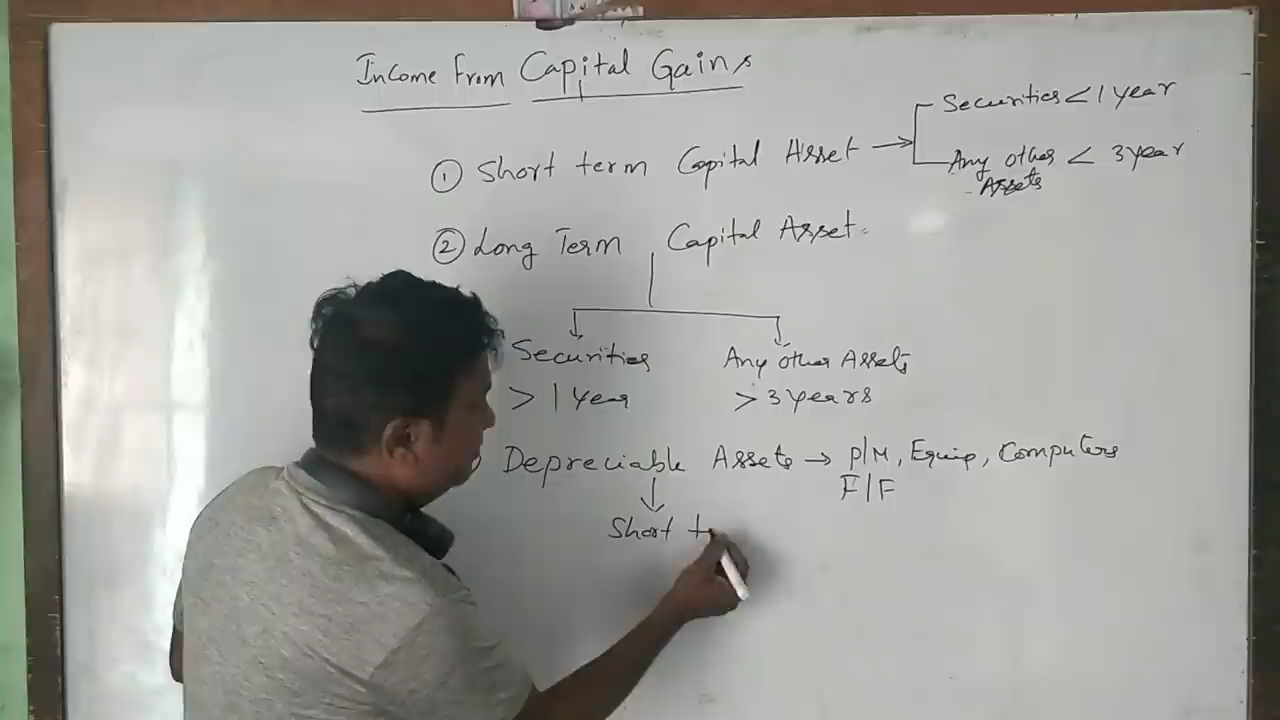 Income from Capital Gains
① Short term Capital Asset → Securities < 1 year
Any other < 3 year
Assets
② Long Term Capital Asset
Securities
> 1 year
Any other Assets
> 3 years
Depreciable Assets → P/M, Equip, Computers
F/F
Short t